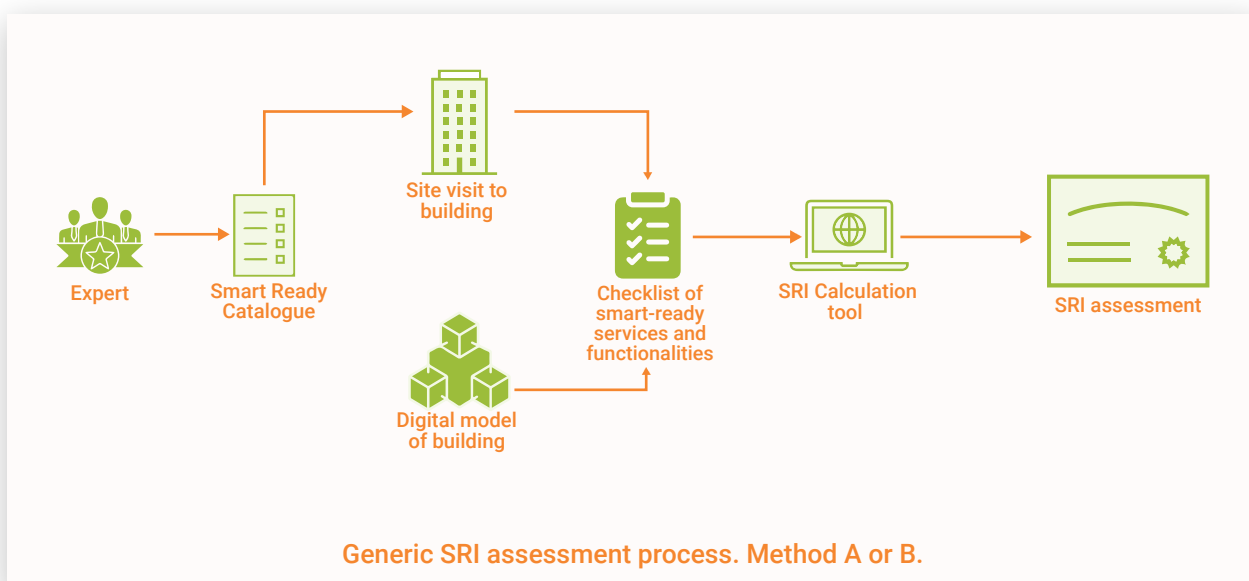 Site visit to
building
Expert
Smart Ready
Catalogue
Checklist of
smart-ready
services and
functionalities
SRI Calculation
tool
SRI assessment
Digital model
of building
Generic SRI assessment process. Method A or B.